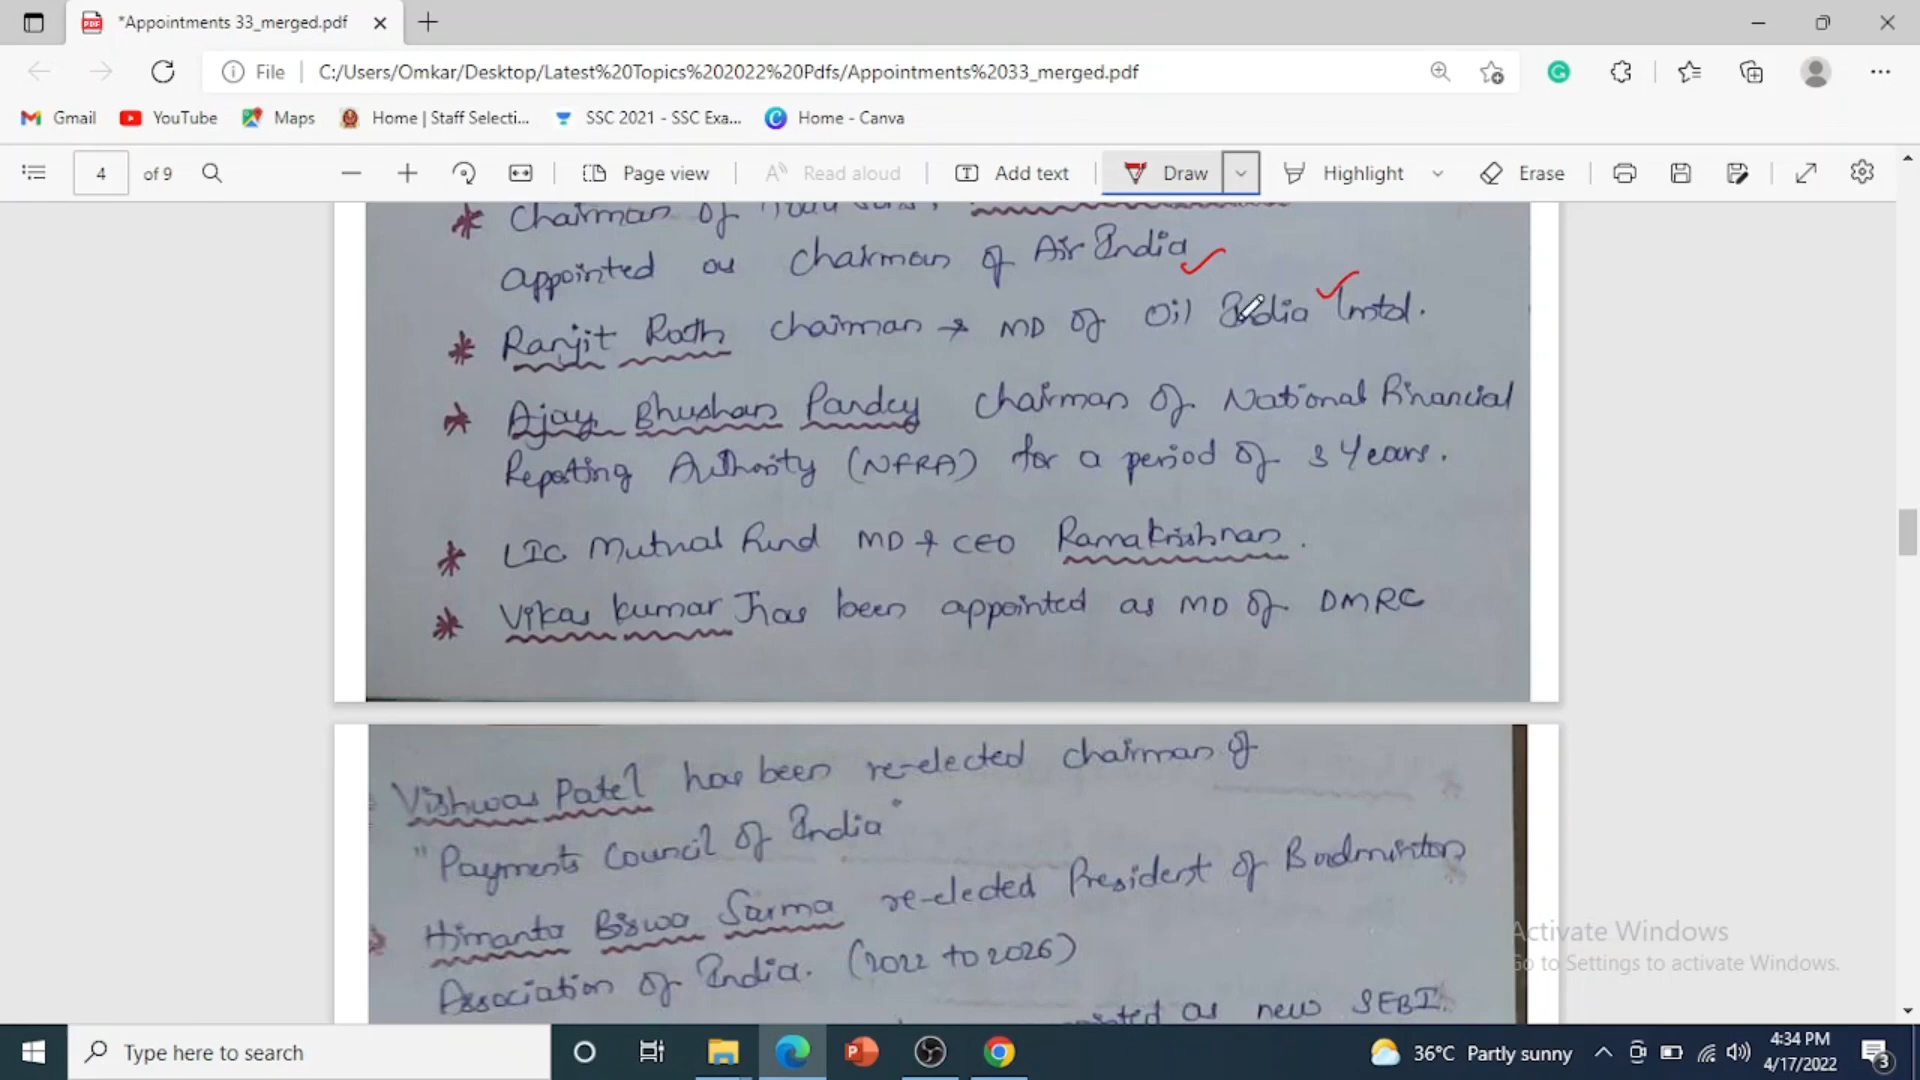 *Appointments 33_merged.pdf
File
C:/Users/Omkar/Desktop/Latest%20Topics%202022%20Pdfs/Appointments%2033_merged.pdf
Gmail YouTube Maps Home | Staff Selecti... SSC 2021 - SSC Exa... Home - Canva
4 of 9 Page view Read aloud Add text Draw Highlight Erase
* Chairman of
appointed as Chairman of Air India
* Ranjit Rath chairman + MD of Oil India lmtd.
* Ajay Bhushan Pandey chairman of National Financial
Reporting Authority (NFRA) for a period of 3 Years.
* LIC Mutual Fund MD + CEO Ramakrishnan.
* Vikas kumar has been appointed as MD of DMRC
Vishwas Patel has been re-elected chairman of
"Payments Council of India"
Himanta Biswa Sarma re-elected President of Badminton
Association of India. (2022 to 2026)
as new SEBI
Activate Windows
Go to Settings to activate Windows.
Type here to search
36°C Partly sunny
4:34 PM
4/17/2022
3